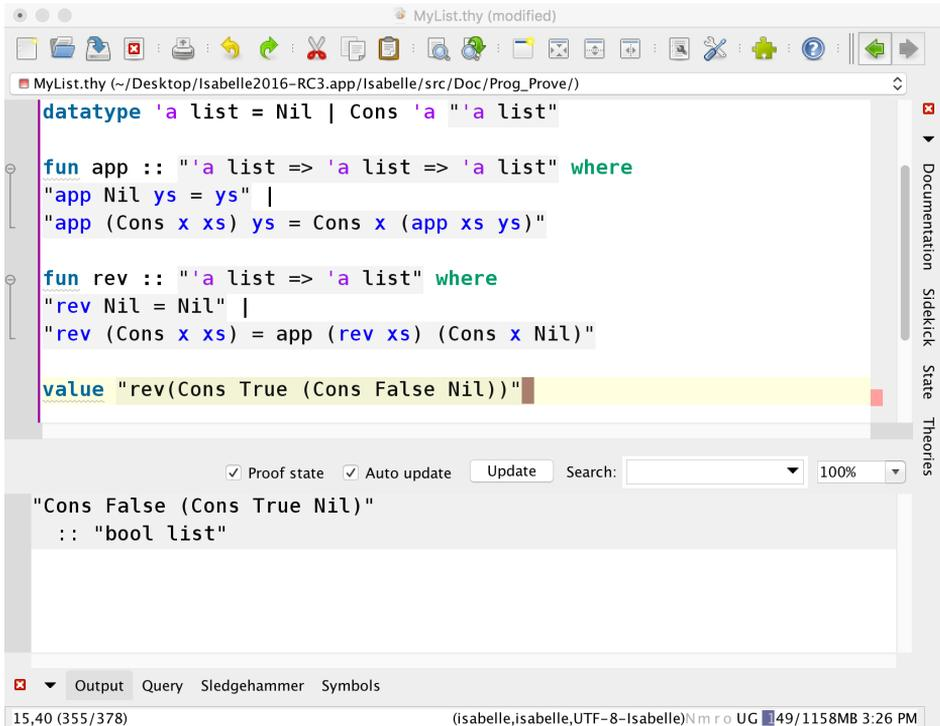 MyList.thy (modified)
MyList.thy (~/Desktop/Isabelle2016-RC3.app/Isabelle/src/Doc/Prog_Prove/)
datatype 'a list = Nil | Cons 'a "'a list"
fun app :: "'a list => 'a list => 'a list" where
"app Nil ys = ys" |
"app (Cons x xs) ys = Cons x (app xs ys)"
fun rev :: "'a list => 'a list" where
"rev Nil = Nil" |
"rev (Cons x xs) = app (rev xs) (Cons x Nil)"
value "rev(Cons True (Cons False Nil))"
Documentation
Sidekick
State
Theories
Proof state Auto update Update Search: 100%
"Cons False (Cons True Nil)"
:: "bool list"
Output Query Sledgehammer Symbols
15,40 (355/378) (isabelle,isabelle,UTF-8-Isabelle)N m r o UG 149/1158MB 3:26 PM